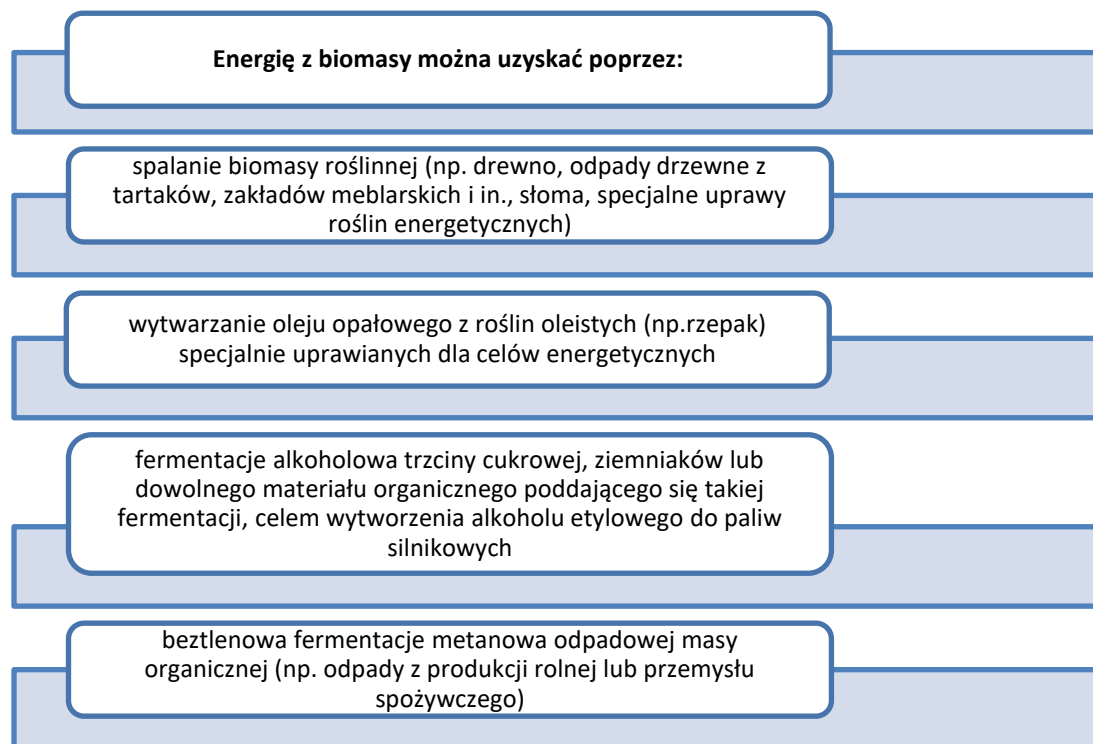 Energię z biomasy można uzyskać poprzez:
spalanie biomasy roślinnej (np. drewno, odpady drzewne z
tartaków, zakładów meblarskich i in., słoma, specjalne uprawy
roślin energetycznych)
wytwarzanie oleju opałowego z roślin oleistych (np.rzepak)
specjalnie uprawianych dla celów energetycznych
fermentacje alkoholowa trzciny cukrowej, ziemniaków lub
dowolnego materiału organicznego poddającego się takiej
fermentacji, celem wytworzenia alkoholu etylowego do paliw
silnikowych
beztlenowa fermentacje metanowa odpadowej masy
organicznej (np. odpady z produkcji rolnej lub przemysłu
spożywczego)